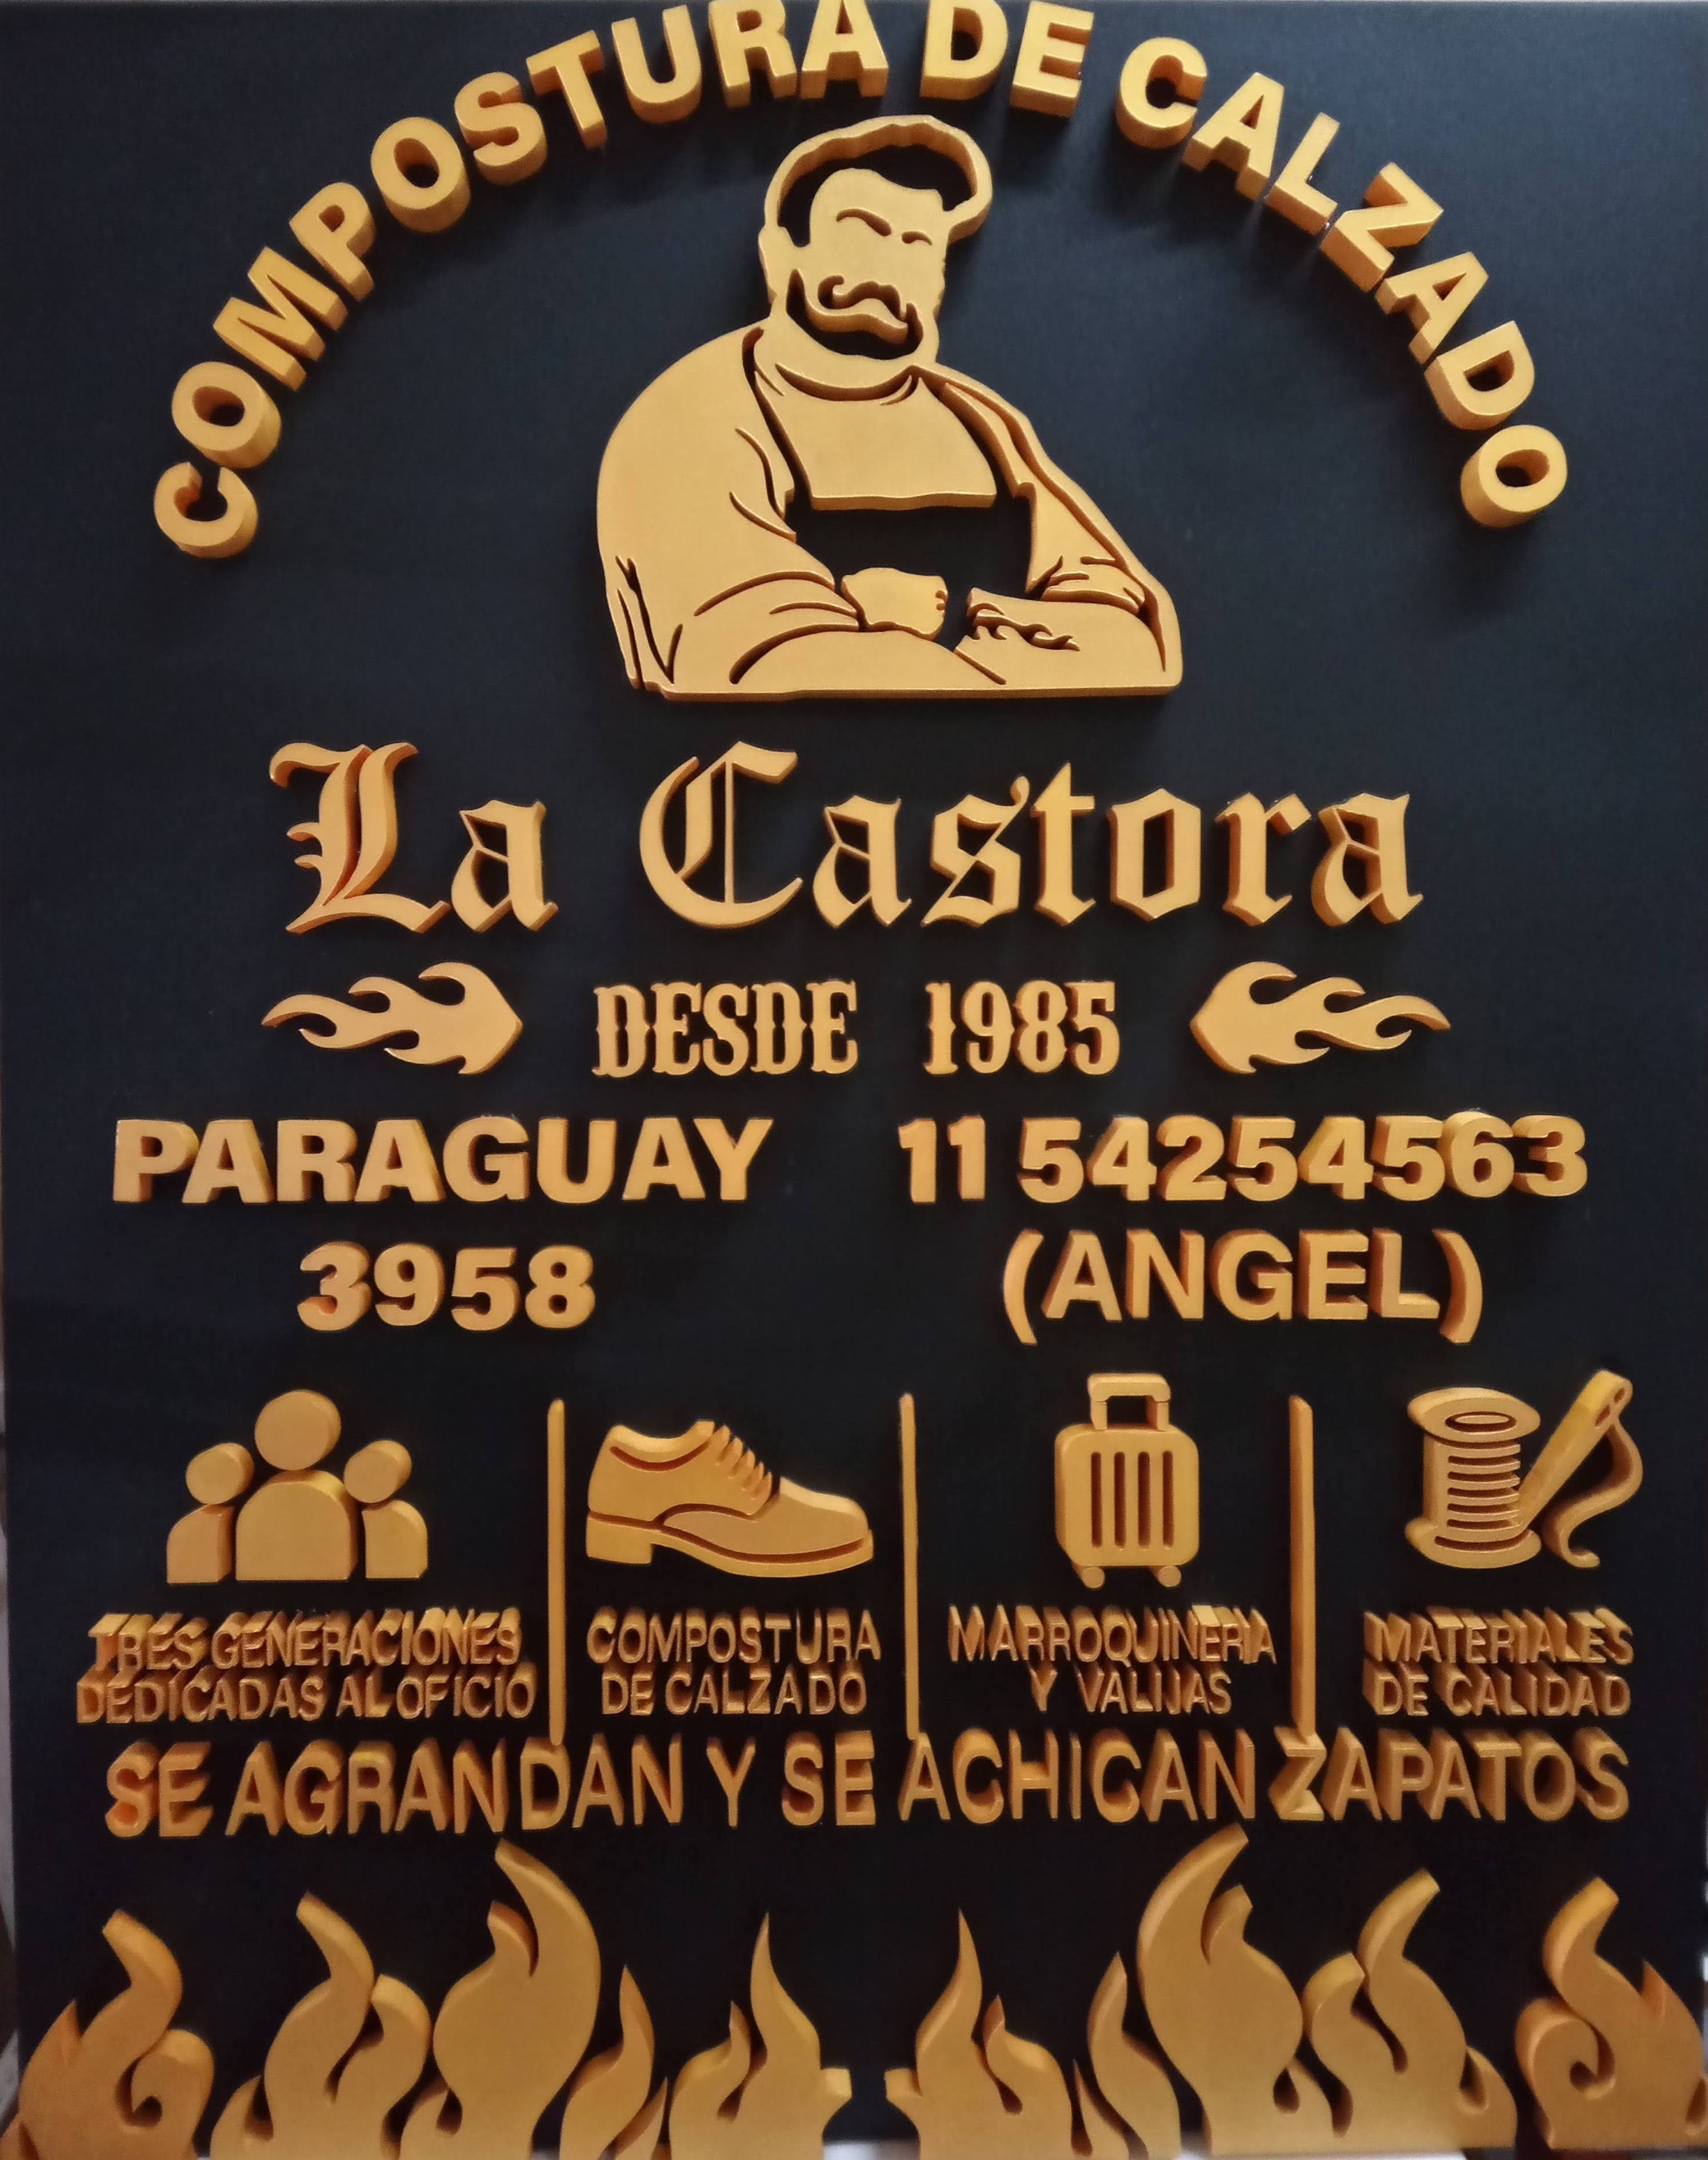 COMPOSTURA DE CALZADO
La Castora
DESDE 1985
PARAGUAY
3958
11 54254563
(ANGEL)
TRES GENERACIONES
DEDICADAS AL OFICIO
COMPOSTURA
DE CALZADO
MARROQUINERIA
Y VALIJAS
MATERIALES
DE CALIDAD
SE AGRANDAN Y SE ACHICAN ZAPATOS